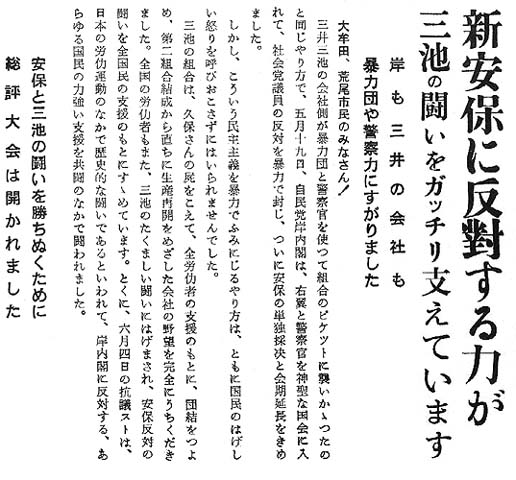 新安保に反對する力が
三池の闘いをガッチリ支えています
岸も三井の会社も
暴力団や警察力にすがりました
大牟田、荒尾市民のみなさん！
三井三池の会社側が暴力団と警察官を使つて組合のピケツトに襲いかゝつたの
と同じやり方で、五月十九日、自民党岸内閣は、右翼と警察官を神聖な国会に入
れて、社会党議員の反対を暴力で封じ、ついに安保の単独採決と会期延長をきめ
ました。
しかし、こういう民主主義を暴力でふみにじるやり方は、ともに国民のはげし
い怒りを呼びおこさずにはいられませんでした。
三池の組合は、久保さんの死をこえて、全労仂者の支援のもとに、団結をつよ
め、第二組合結成から直ちに生産再開をめざした会社の野望を完全にうちくだき
ました。全国の労仂者もまた、三池のたくましい闘いにはげまされ、安保反対の
闘いを全国民の支援のもとにすゝめています。とくに、六月四日の抗議ストは、
日本の労仂運動のなかで歴史的な闘いであるといわれて、岸内閣に反対する、あ
らゆる国民の力強い支援を共闘のなかで闘われました。
安保と三池の闘いを勝ちぬくために
総評大会は開かれました